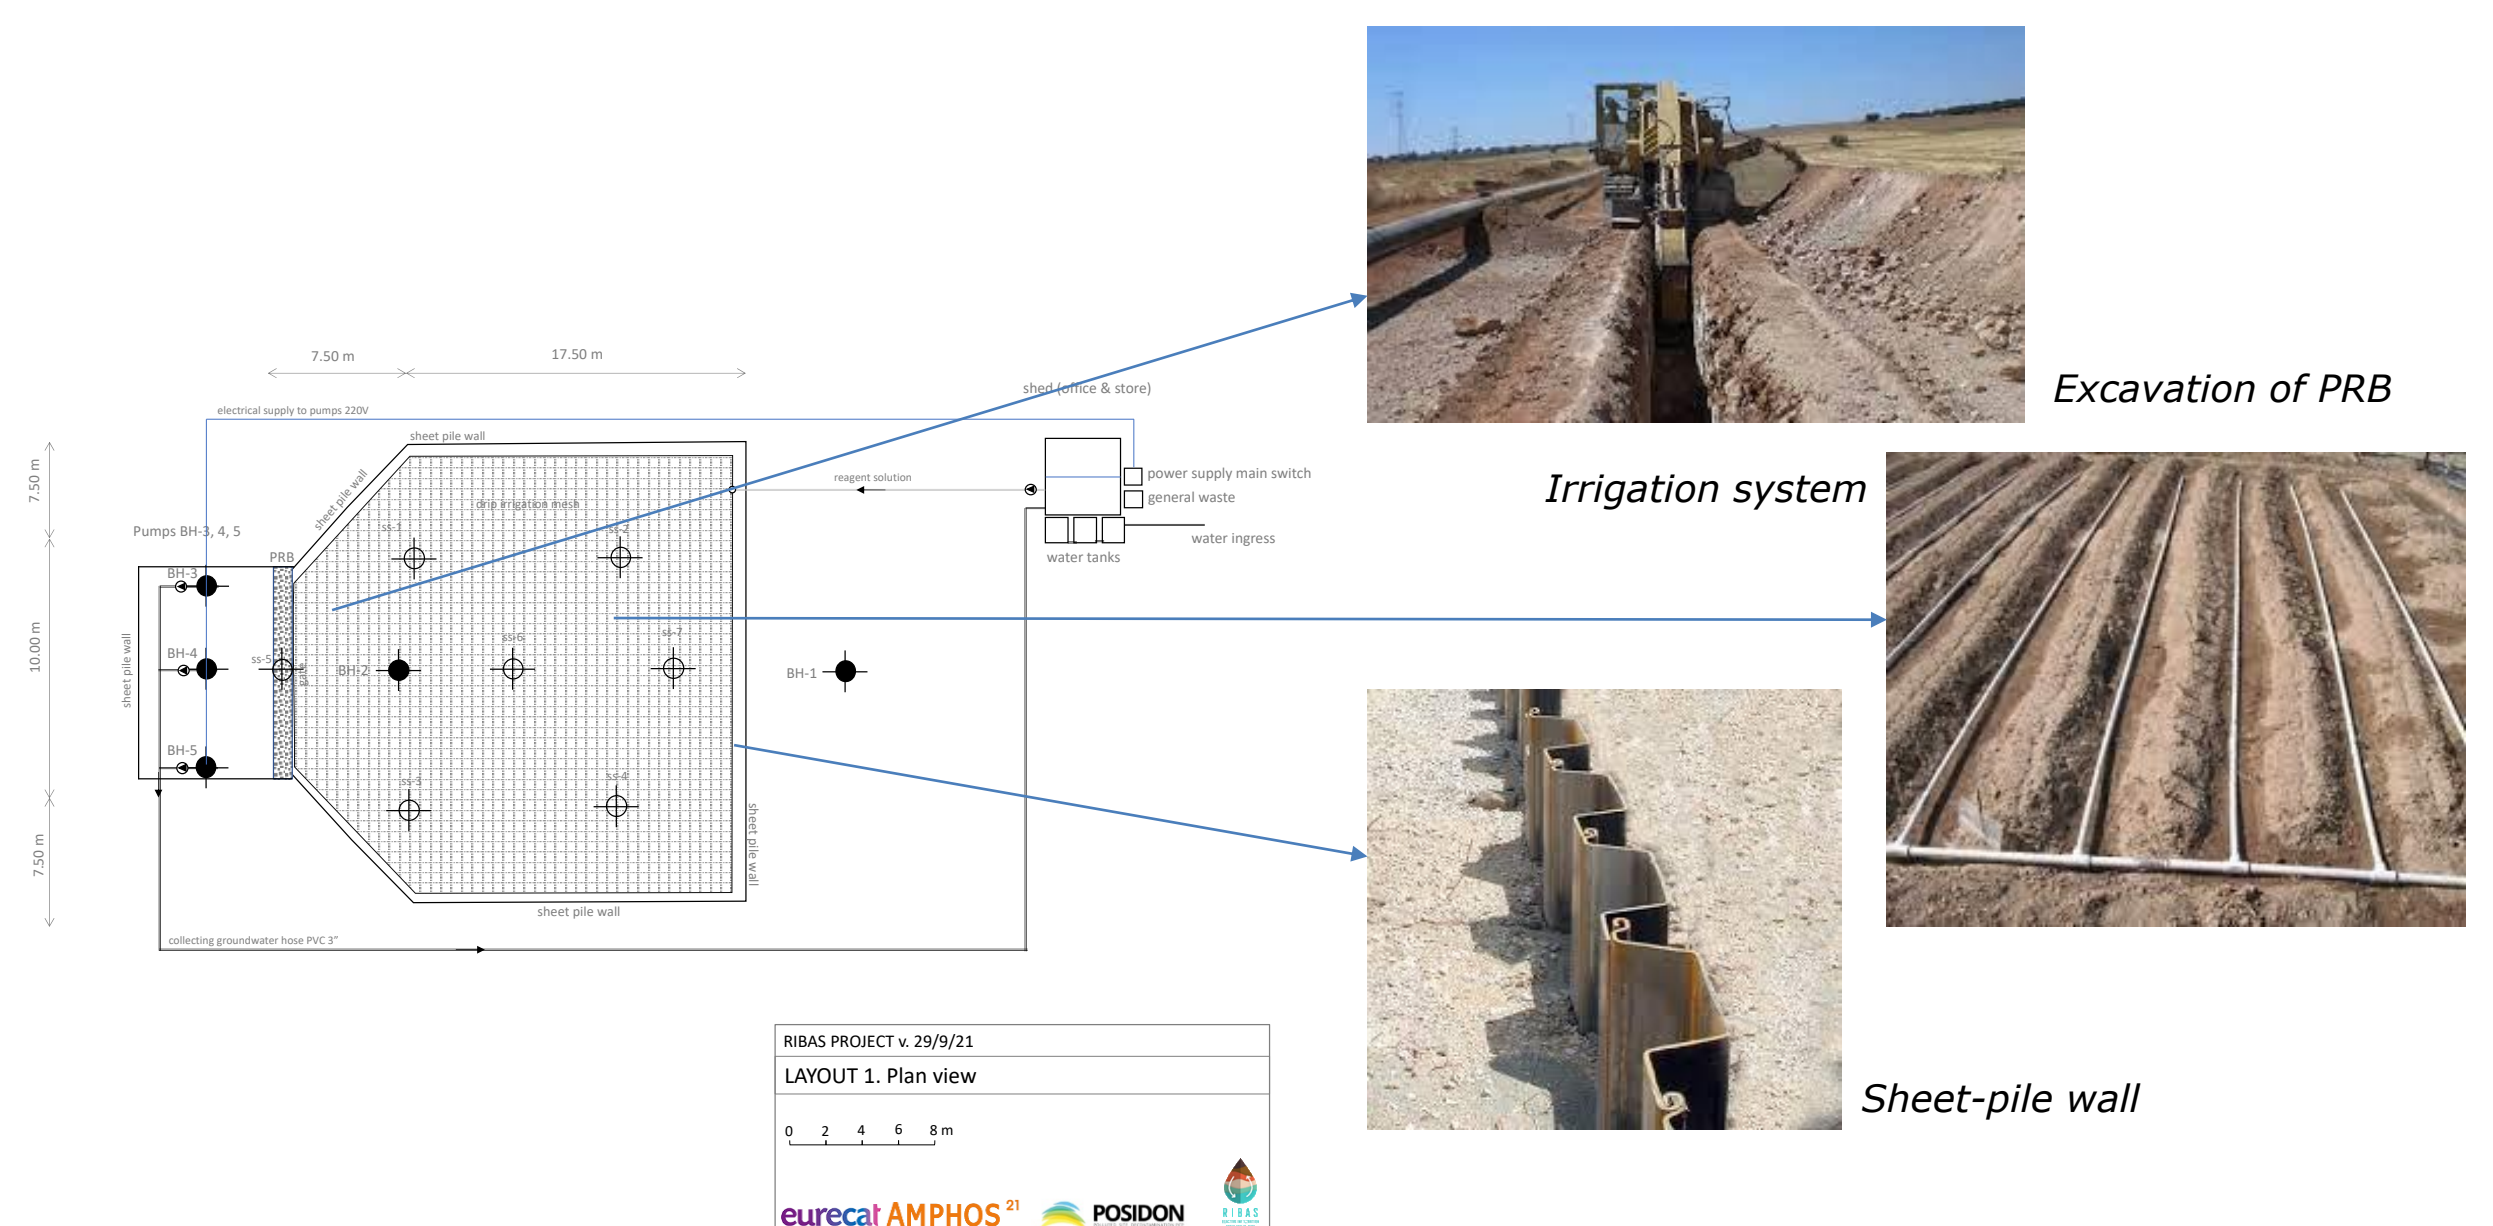 7.50 m
17.50 m
shed (office & store)
electrical supply to pumps 220V
sheet pile wall
7.50 m
sheet pile wall
drip irrigation mesh
reagent solution
power supply main switch
general waste
water ingress
water tanks
Pumps BH-3, 4, 5
PRB
ss-1
ss-2
BH-3
10.00 m
sheet pile wall
BH-4
ss-5
gate
BH-2
ss-6
ss-7
BH-1
BH-5
ss-3
ss-4
sheet pile wall
7.50 m
sheet pile wall
collecting groundwater hose PVC 3"
Excavation of PRB
Irrigation system
Sheet-pile wall
RIBAS PROJECT v. 29/9/21
LAYOUT 1. Plan view
0 2 4 6 8 m
eurecat AMPHOS 21
POSIDON
RIBAS